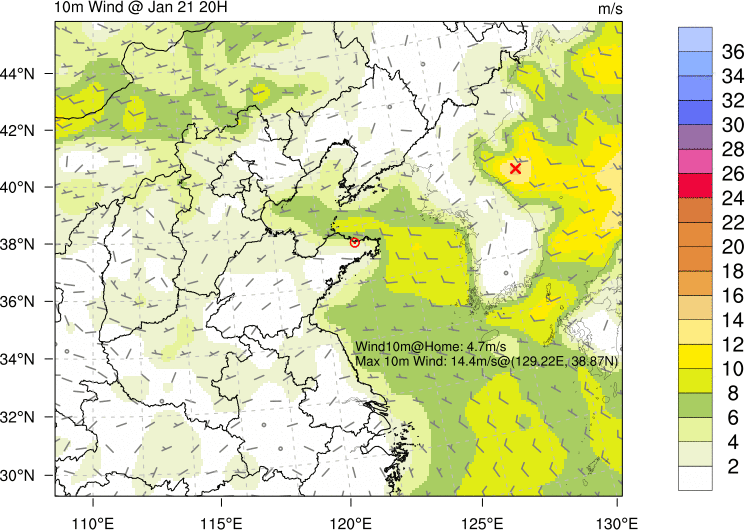 10m Wind @ Jan 21 20H
m/s
44°N
42°N
40°N
38°N
36°N
34°N
32°N
30°N
110°E
115°E
120°E
125°E
130°E
Wind10m@Home: 4.7m/s
Max 10m Wind: 14.4m/s@(129.22E, 38.87N)
36
34
32
30
28
26
24
22
20
18
16
14
12
10
8
6
4
2